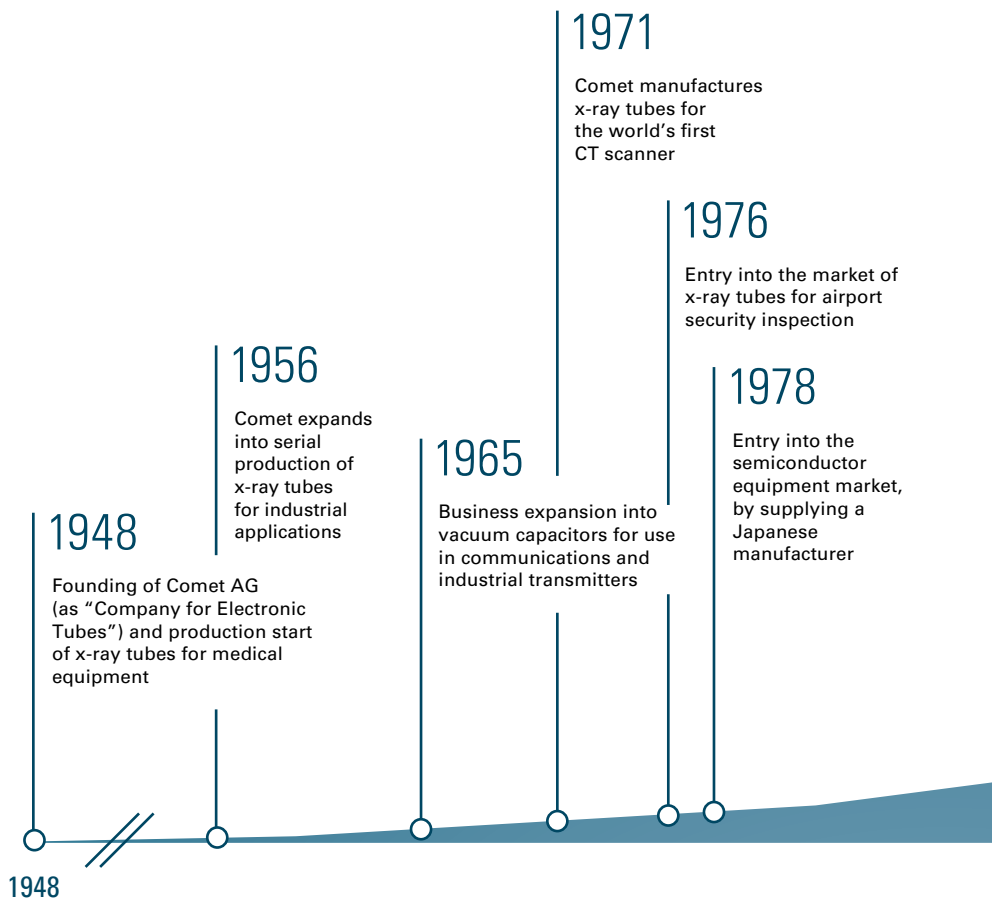 1971
Comet manufactures
x-ray tubes for
the world’s first
CT scanner
1976
Entry into the market of
x-ray tubes for airport
security inspection
1956
Comet expands
into serial
production of
x-ray tubes
for industrial
applications
1978
Entry into the
semiconductor
equipment market,
by supplying a
Japanese
manufacturer
1965
Business expansion into
vacuum capacitors for use
in communications and
industrial transmitters
1948
Founding of Comet AG
(as “Company for Electronic
Tubes”) and production start
of x-ray tubes for medical
equipment
1948